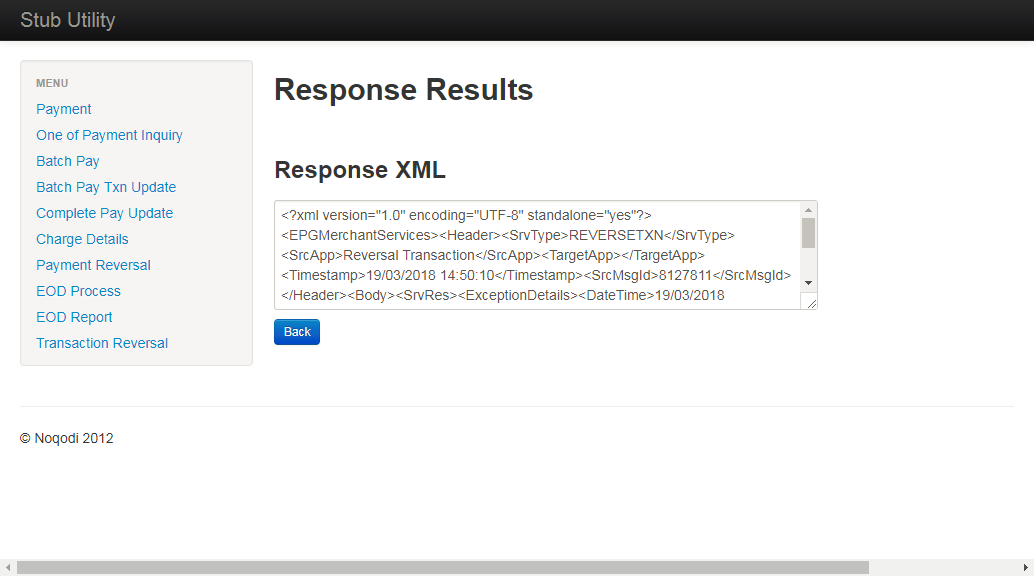 Stub Utility
MENU
Payment
One of Payment Inquiry
Batch Pay
Batch Pay Txn Update
Complete Pay Update
Charge Details
Payment Reversal
EOD Process
EOD Report
Transaction Reversal
Response Results
Response XML
<?xml version="1.0" encoding="UTF-8" standalone="yes"?>
<EPGMerchantServices><Header><SrvType>REVERSETXN</SrvType>
<SrcApp>Reversal Transaction</SrcApp><TargetApp></TargetApp>
<Timestamp>19/03/2018 14:50:10</Timestamp><SrcMsgId>8127811</SrcMsgId>
</Header><Body><SrvRes><ExceptionDetails><DateTime>19/03/2018
Back
© Noqodi 2012